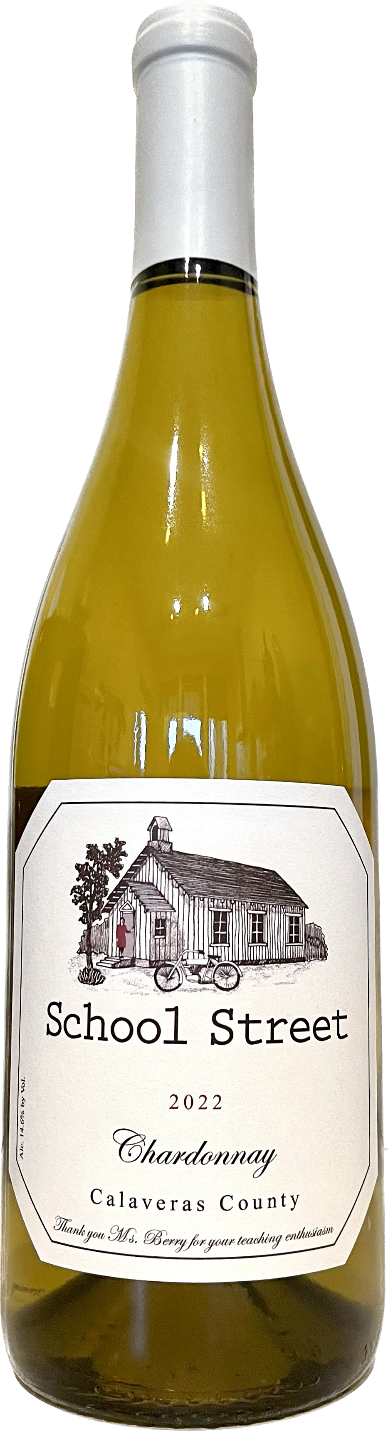 School Street
2022
Chardonnay
Calaveras County
Thank you Ms. Berry for your teaching enthusiasm
Alc. 14.6% by Vol.